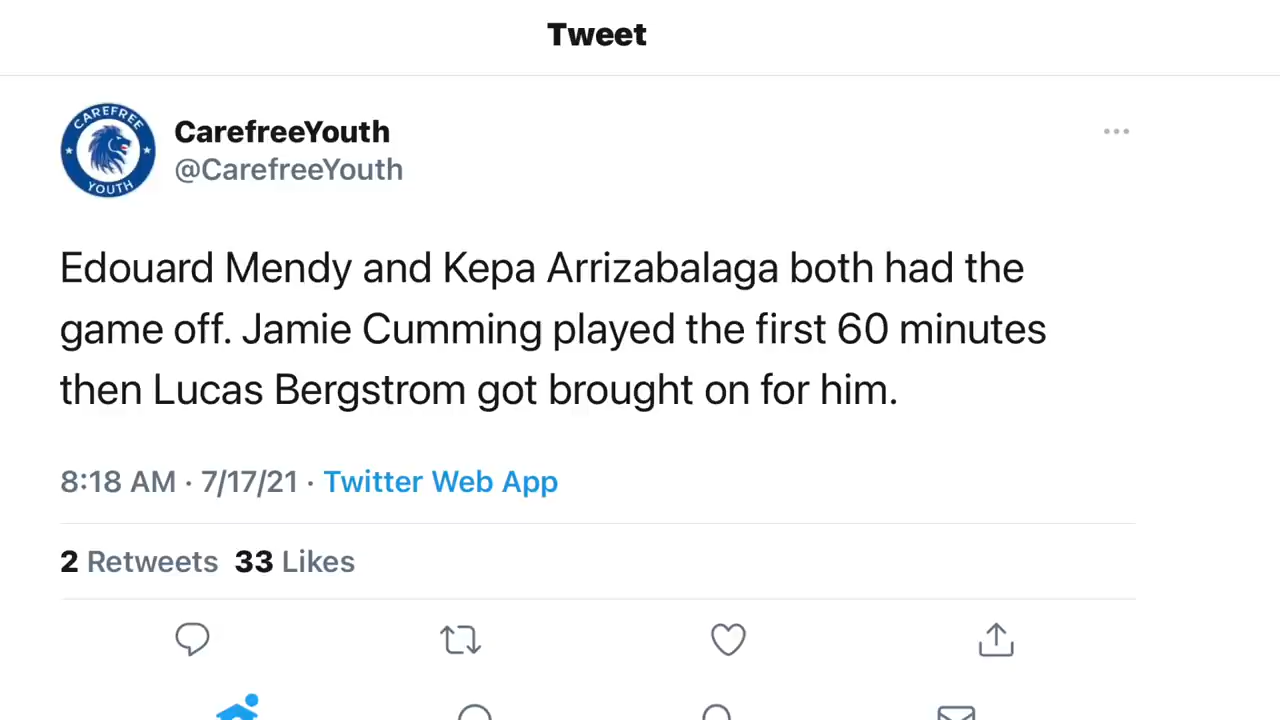 Tweet
CAREFREE
YOUTH
CarefreeYouth
@CarefreeYouth
Edouard Mendy and Kepa Arrizabalaga both had the
game off. Jamie Cumming played the first 60 minutes
then Lucas Bergstrom got brought on for him.
8:18 AM · 7/17/21 · Twitter Web App
2 Retweets 33 Likes